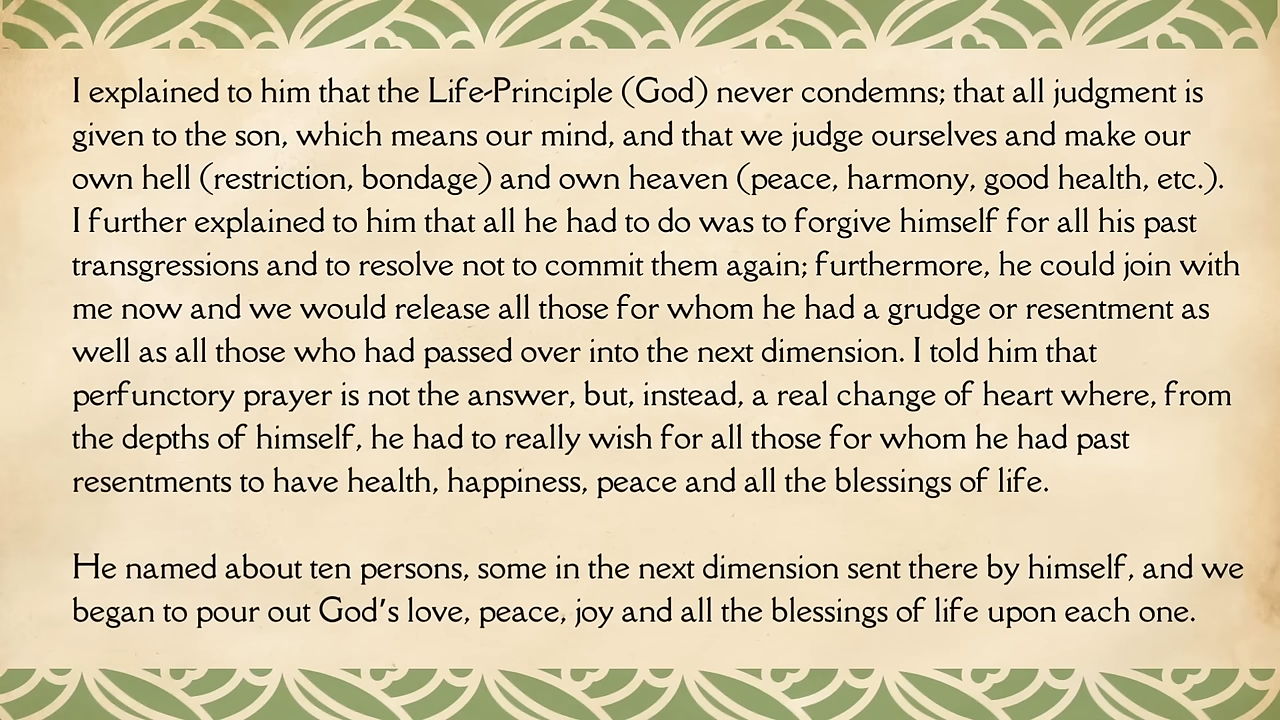 I explained to him that the Life-Principle (God) never condemns; that all judgment is
given to the son, which means our mind, and that we judge ourselves and make our
own hell (restriction, bondage) and own heaven (peace, harmony, good health, etc.).
I further explained to him that all he had to do was to forgive himself for all his past
transgressions and to resolve not to commit them again; furthermore, he could join with
me now and we would release all those for whom he had a grudge or resentment as
well as all those who had passed over into the next dimension. I told him that
perfunctory prayer is not the answer, but, instead, a real change of heart where, from
the depths of himself, he had to really wish for all those for whom he had past
resentments to have health, happiness, peace and all the blessings of life.
He named about ten persons, some in the next dimension sent there by himself, and we
began to pour out God's love, peace, joy and all the blessings of life upon each one.